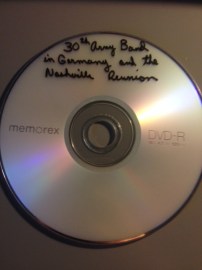 30th Army Band
in Germany and the
Nashville Reunion
memorex
DVD-R